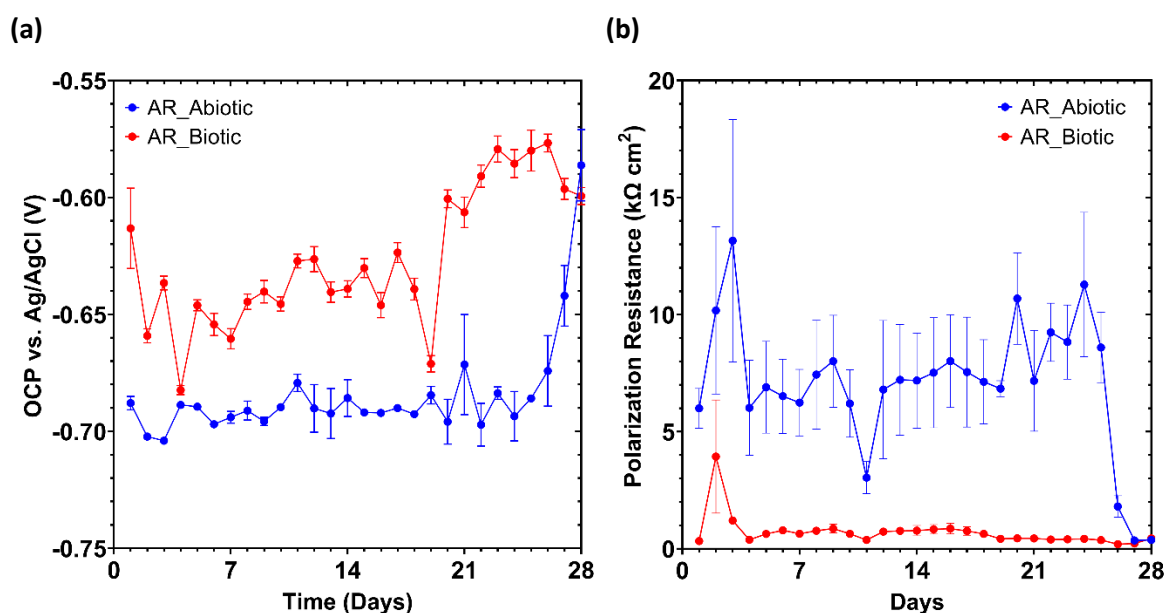 (a)
OCP vs. Ag/AgCl (V)
-0.55
-0.60
-0.65
-0.70
-0.75
AR_Abiotic
AR_Biotic
0 7 14 21 28
Time (Days)
(b)
Polarization Resistance (kΩ cm²)
20
15
10
5
0
AR_Abiotic
AR_Biotic
0 7 14 21 28
Days